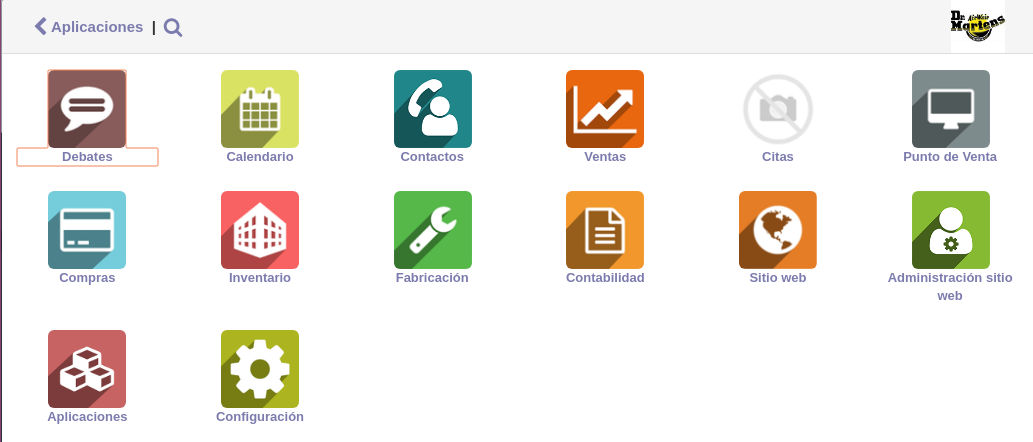 Aplicaciones |
Dr. Martens
AirWair
Debates
Calendario
Contactos
Ventas
Citas
Punto de Venta
Compras
Inventario
Fabricación
Contabilidad
Sitio web
Administración sitio
web
Aplicaciones
Configuración